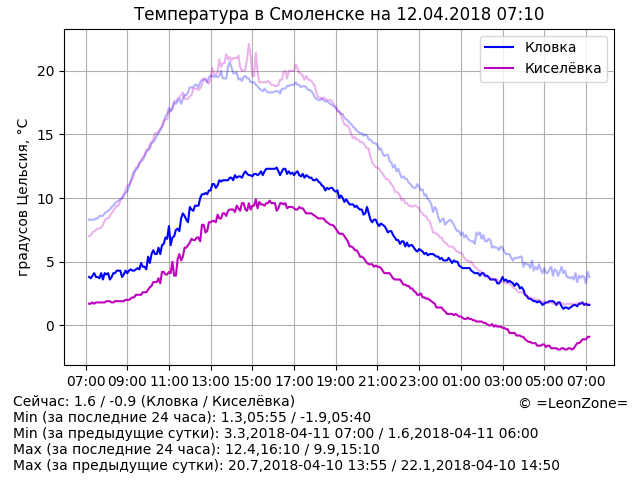 Температура в Смоленске на 12.04.2018 07:10
Кловка
Киселёвка
градусов Цельсия, °C
20
15
10
5
0
07:00 09:00 11:00 13:00 15:00 17:00 19:00 21:00 23:00 01:00 03:00 05:00 07:00
Сейчас: 1.6 / -0.9 (Кловка / Киселёвка)
© =LeonZone=
Min (за последние 24 часа): 1.3,05:55 / -1.9,05:40
Min (за предыдущие сутки): 3.3,2018-04-11 07:00 / 1.6,2018-04-11 06:00
Max (за последние 24 часа): 12.4,16:10 / 9.9,15:10
Max (за предыдущие сутки): 20.7,2018-04-10 13:55 / 22.1,2018-04-10 14:50